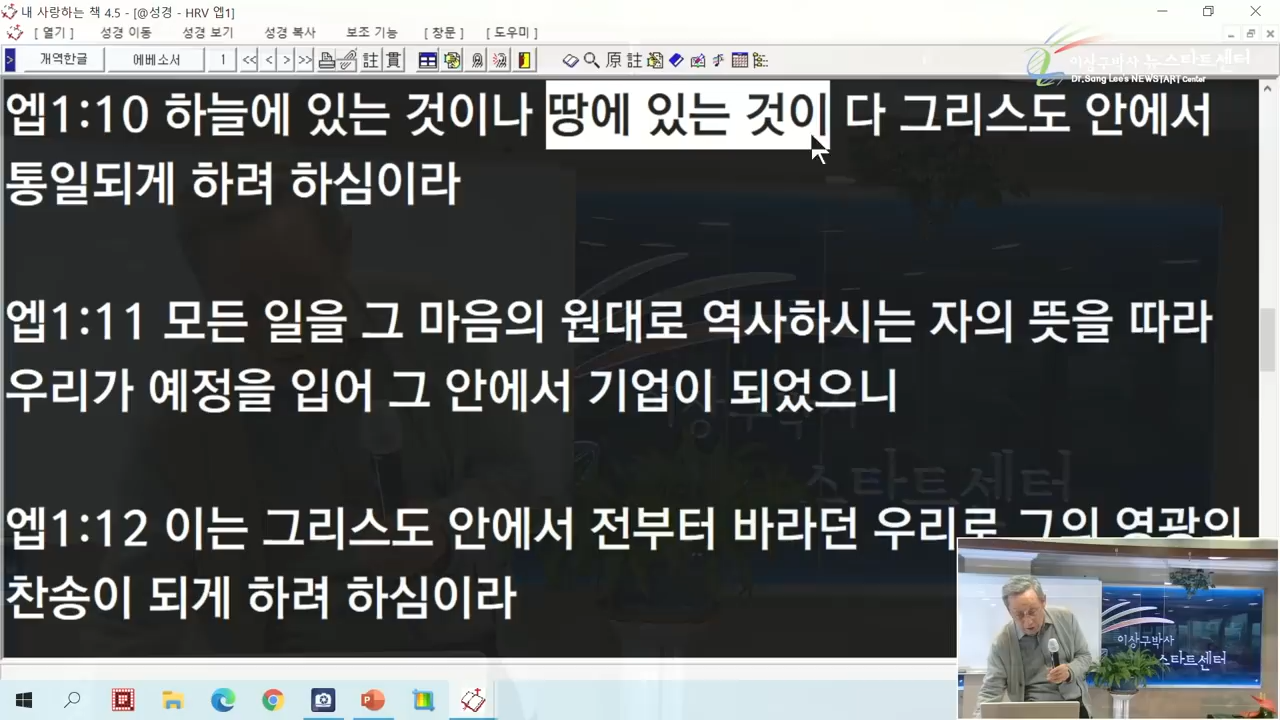 내 사랑하는 책 4.5 - [@성경 - HRV 엡1]
[ 열기 ] 성경 이동 성경 보기 성경 복사 보조 기능 [ 창문 ] [ 도우미 ]
개역한글 에베소서 1 << < > >> 註 貫 原 註
이상구박사 뉴스타트센터
Dr.Sang Lee's NEWSTART Center
엡1:10 하늘에 있는 것이나 땅에 있는 것이 다 그리스도 안에서
통일되게 하려 하심이라
엡1:11 모든 일을 그 마음의 원대로 역사하시는 자의 뜻을 따라
우리가 예정을 입어 그 안에서 기업이 되었으니
엡1:12 이는 그리스도 안에서 전부터 바라던 우리로 그의 영광의
찬송이 되게 하려 하심이라
이상구박사
스타트센터